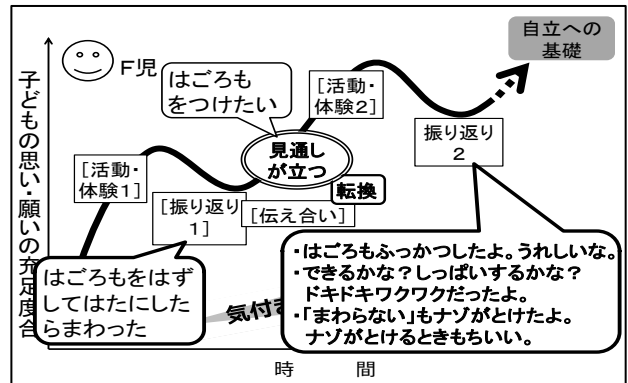 自立への
基礎
F児
はごろも
をつけたい
[活動・
体験2]
子どもの思い・願いの充足度合
振り返り
2
見通し
が立つ
[活動・
体験1]
転換
[振り返り
1]
[伝え合い]
・はごろもふっかつしたよ。うれしいな。
・できるかな?しっぱいするかな?
ドキドキワクワクだったよ。
・「まわらない」もナゾがとけたよ。
ナゾがとけるときもちいい。
はごろもをはず
してはたにした
らまわった
気付き
時 間